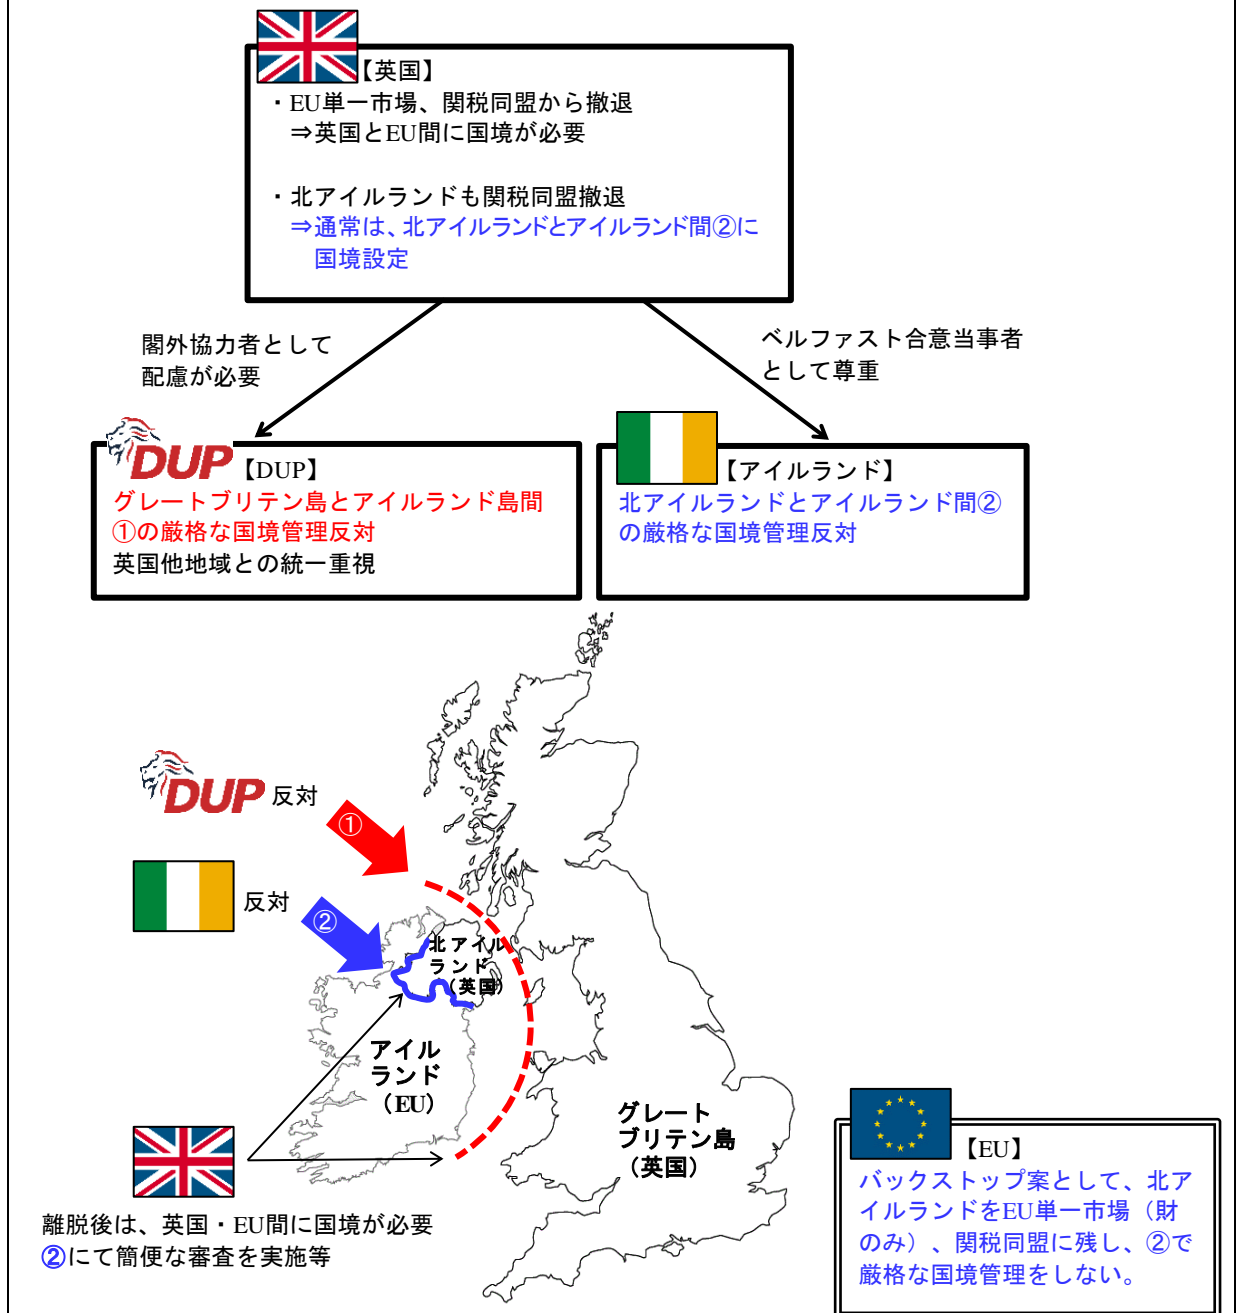 【英国】
・EU単一市場、関税同盟から撤退
⇒英国とEU間に国境が必要
・北アイルランドも関税同盟撤退
⇒通常は、北アイルランドとアイルランド間②に
国境設定
閣外協力者として
配慮が必要
ベルファスト合意当事者
として尊重
DUP【DUP】
グレートブリテン島とアイルランド島間
①の厳格な国境管理反対
英国他地域との統一重視
【アイルランド】
北アイルランドとアイルランド間②
の厳格な国境管理反対
DUP 反対
①
反対
②
北アイル
ランド
（英国）
アイル
ランド
（EU）
グレート
ブリテン島
（英国）
離脱後は、英国・EU間に国境が必要
②にて簡便な審査を実施等
【EU】
バックストップ案として、北ア
イルランドをEU単一市場（財
のみ）、関税同盟に残し、②で
厳格な国境管理をしない。